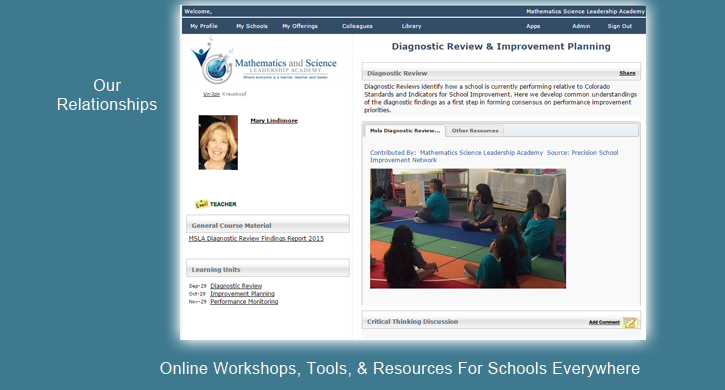 Our
Relationships
Welcome,
Mathematics Science Leadership Academy
My Profile
My Schools
My Offerings
Colleagues
Library
Apps
Admin
Sign Out
Mathematics and Science
LEADERSHIP ACADEMY
Where everyone is a learner, teacher and leader
Un-Join Krauskopf
Mary Lindimore
Email TEACHER
General Course Material
MSLA Diagnostic Review Findings Report 2015
Learning Units
Sep-29 Diagnostic Review
Oct-29 Improvement Planning
Nov-29 Performance Monitoring
Diagnostic Review & Improvement Planning
Diagnostic Review
Share
Diagnostic Reviews identify how a school is currently performing relative to Colorado
Standards and Indicators for School Improvement. Here we develop common understandings
of the diagnostic findings as a first step in forming consensus on performance improvement
priorities.
Msla Diagnostic Review...
Other Resources
Contributed By: Mathematics Science Leadership Academy Source: Precision School
Improvement Network
Critical Thinking Discussion
Add Comment
Online Workshops, Tools, & Resources For Schools Everywhere